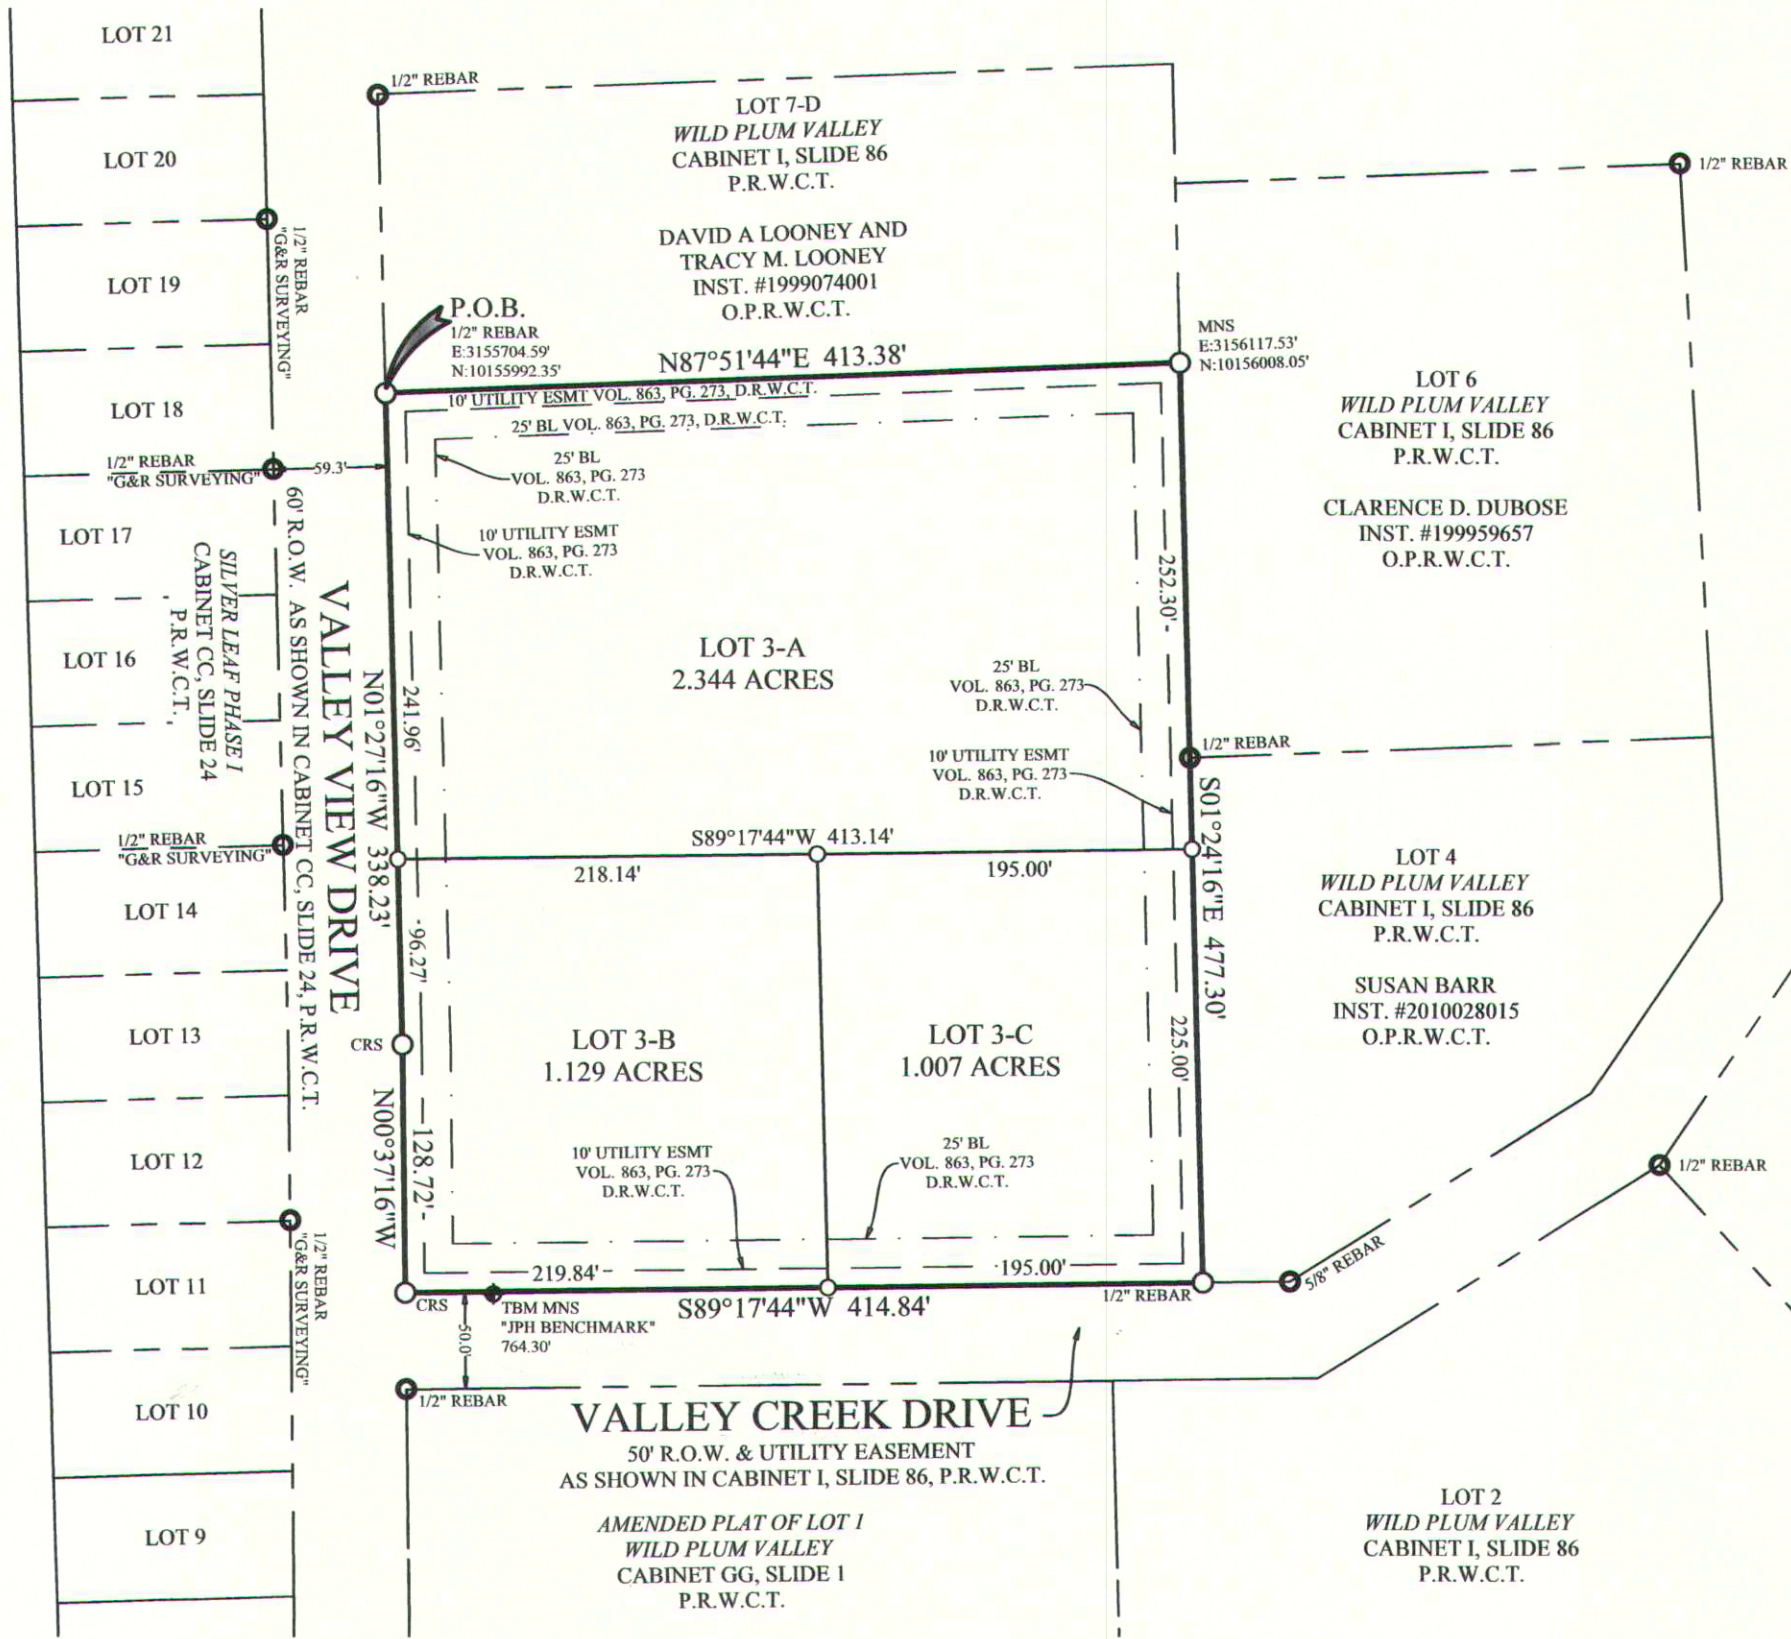 LOT 21
LOT 20
LOT 19
LOT 18
LOT 17
LOT 16
LOT 15
LOT 14
LOT 13
LOT 12
LOT 11
LOT 10
LOT 9
1/2" REBAR
"G&R SURVEYING"
1/2" REBAR
"G&R SURVEYING"
59.3'
1/2" REBAR
"G&R SURVEYING"
1/2" REBAR
"G&R SURVEYING"
SILVER LEAF PHASE I
CABINET CC, SLIDE 24
P.R.W.C.T.
60' R.O.W. AS SHOWN IN CABINET CC, SLIDE 24, P.R.W.C.T.
VALLEY VIEW DRIVE
1/2" REBAR
LOT 7-D
WILD PLUM VALLEY
CABINET I, SLIDE 86
P.R.W.C.T.
DAVID A LOONEY AND
TRACY M. LOONEY
INST. #1999074001
O.P.R.W.C.T.
P.O.B.
1/2" REBAR
E:3155704.59'
N:10155992.35'
N87°51'44"E 413.38'
MNS
E:3156117.53'
N:10156008.05'
10' UTILITY ESMT VOL. 863, PG. 273, D.R.W.C.T.
25' BL VOL. 863, PG. 273, D.R.W.C.T.
25' BL
VOL. 863, PG. 273
D.R.W.C.T.
10' UTILITY ESMT
VOL. 863, PG. 273
D.R.W.C.T.
N01°27'16"W 338.23'
241.96'
96.27'
LOT 3-A
2.344 ACRES
252.30'
25' BL
VOL. 863, PG. 273
D.R.W.C.T.
10' UTILITY ESMT
VOL. 863, PG. 273
D.R.W.C.T.
1/2" REBAR
S01°24'16"E 477.30'
S89°17'44"W 413.14'
218.14'
195.00'
225.00'
CRS
N00°37'16"W
128.72'
LOT 3-B
1.129 ACRES
LOT 3-C
1.007 ACRES
10' UTILITY ESMT
VOL. 863, PG. 273
D.R.W.C.T.
25' BL
VOL. 863, PG. 273
D.R.W.C.T.
219.84'
195.00'
CRS
TBM MNS
"JPH BENCHMARK"
764.30'
S89°17'44"W 414.84'
1/2" REBAR
5/8" REBAR
50.0'
1/2" REBAR
VALLEY CREEK DRIVE
50' R.O.W. & UTILITY EASEMENT
AS SHOWN IN CABINET I, SLIDE 86, P.R.W.C.T.
AMENDED PLAT OF LOT 1
WILD PLUM VALLEY
CABINET GG, SLIDE 1
P.R.W.C.T.
1/2" REBAR
LOT 6
WILD PLUM VALLEY
CABINET I, SLIDE 86
P.R.W.C.T.
CLARENCE D. DUBOSE
INST. #199959657
O.P.R.W.C.T.
LOT 4
WILD PLUM VALLEY
CABINET I, SLIDE 86
P.R.W.C.T.
SUSAN BARR
INST. #2010028015
O.P.R.W.C.T.
1/2" REBAR
LOT 2
WILD PLUM VALLEY
CABINET I, SLIDE 86
P.R.W.C.T.